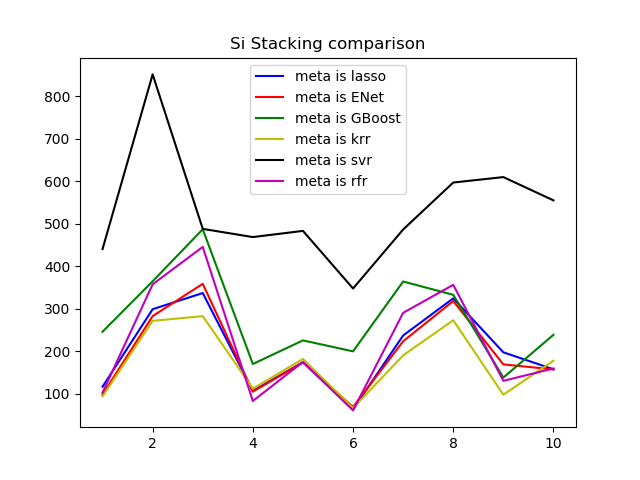 Si Stacking comparison
meta is lasso
meta is ENet
meta is GBoost
meta is krr
meta is svr
meta is rfr
800
700
600
500
400
300
200
100
2 4 6 8 10